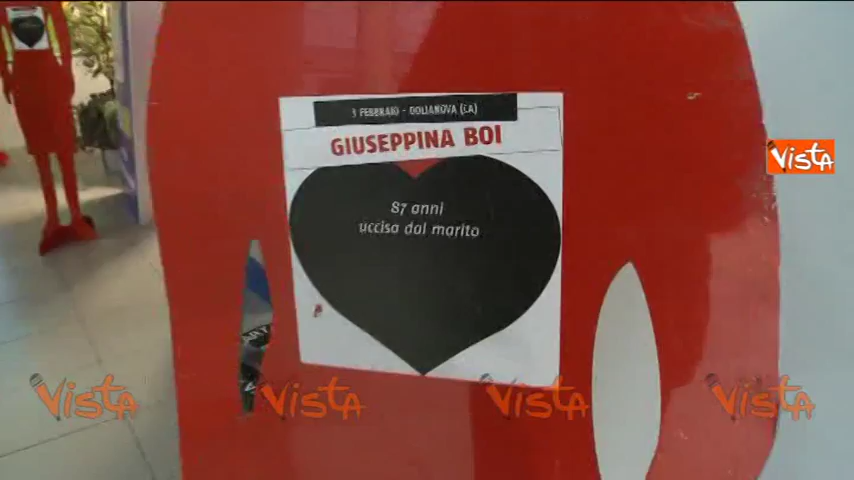 3 FEBBRAIO - DOLIANOVA (CA)
GIUSEPPINA BOI
87 anni
uccisa dal marito
VISTA
VISTA
VISTA
VISTA
VISTA